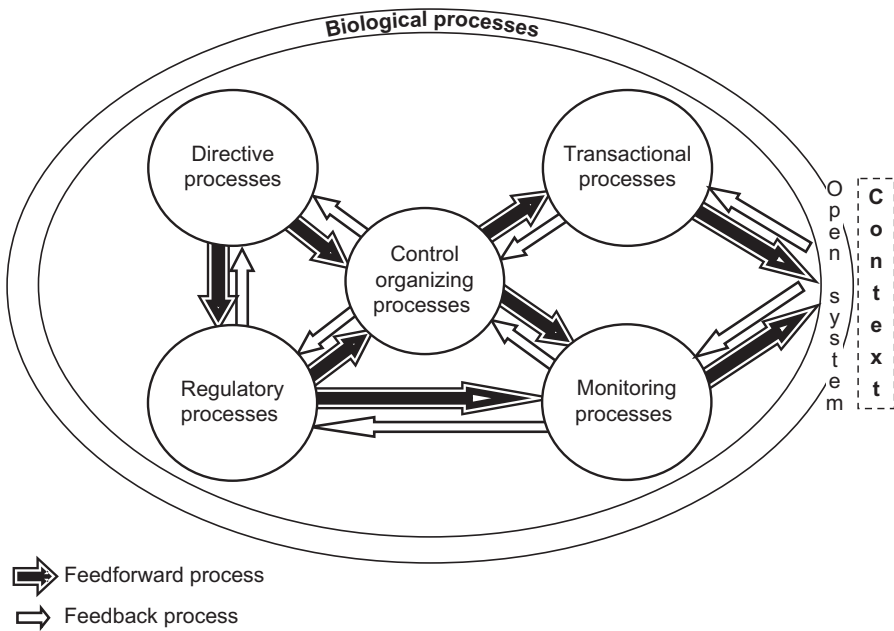 Biological processes
Directive
processes
Transactional
processes
Control
organizing
processes
Regulatory
processes
Monitoring
processes
Open system
Context
Feedforward process
Feedback process